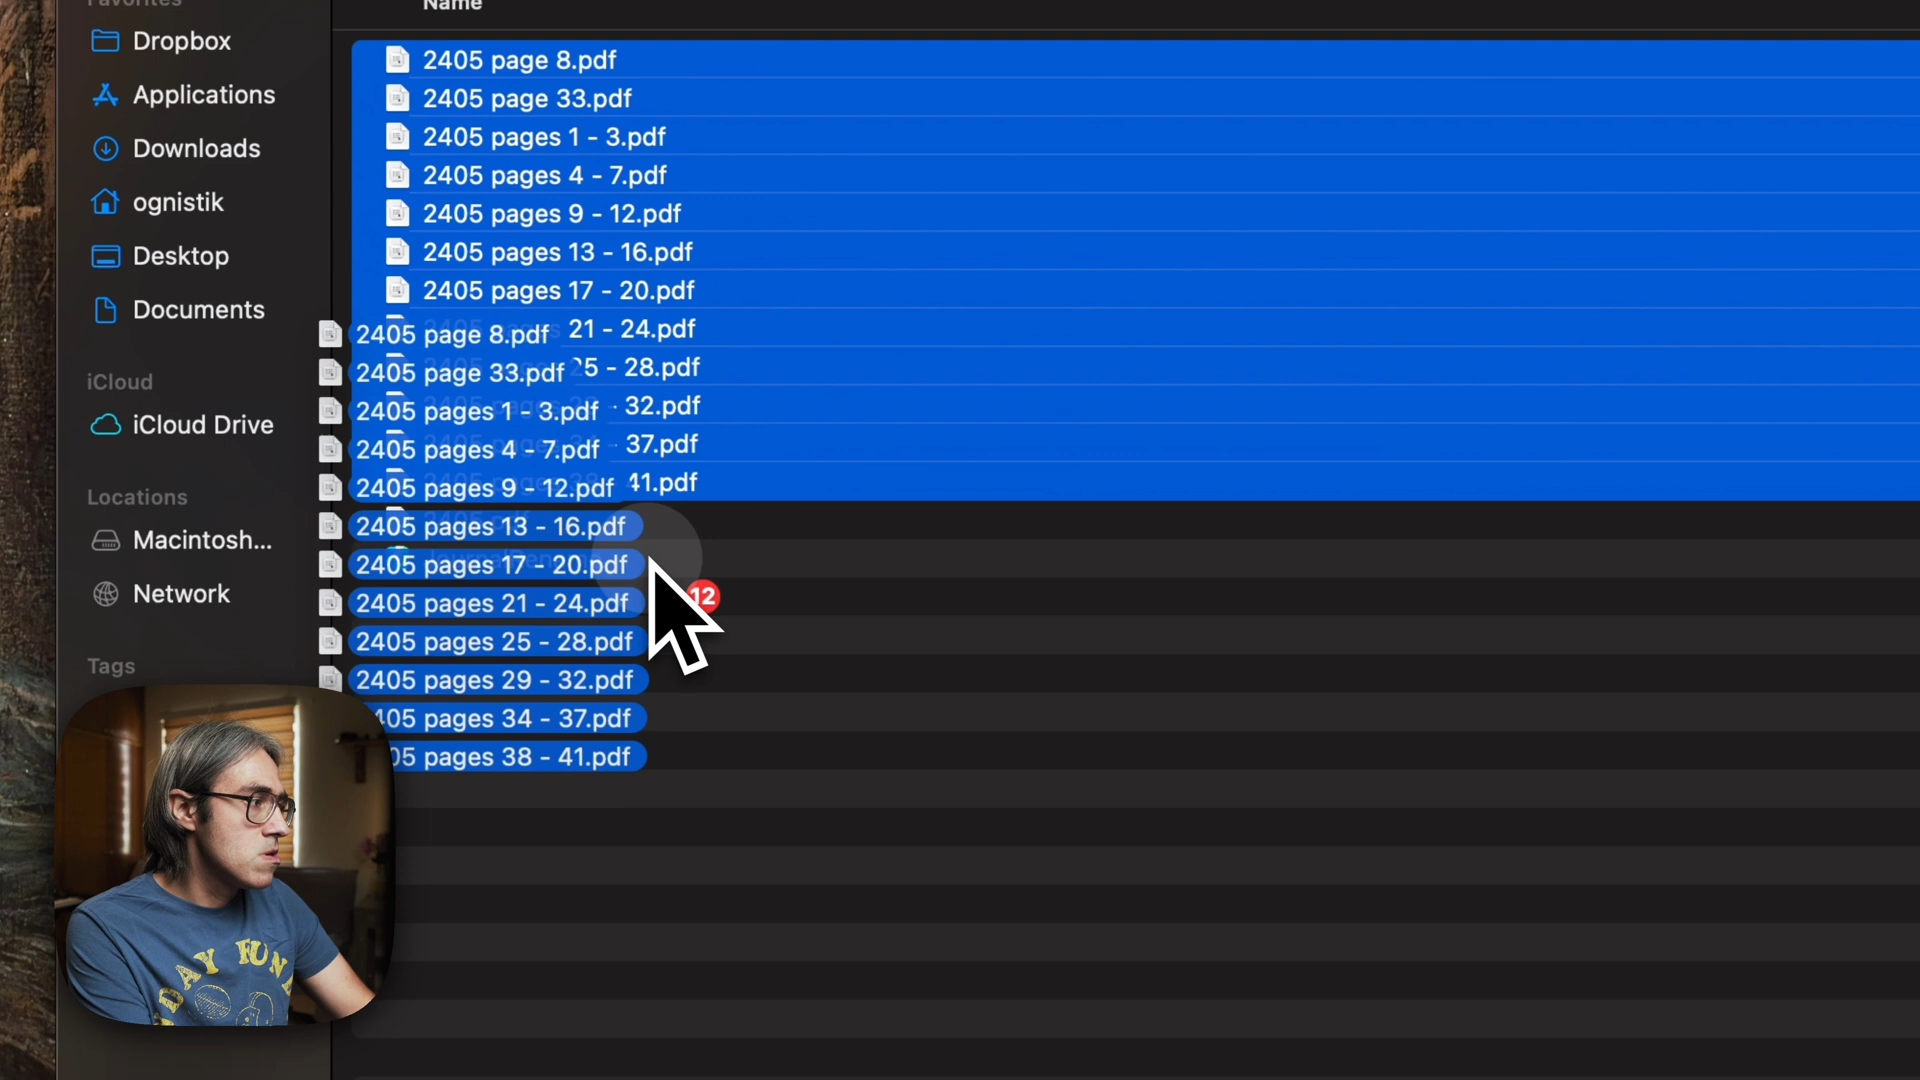 Favorites
Dropbox
Applications
Downloads
ognistik
Desktop
Documents
iCloud
iCloud Drive
Locations
Macintosh...
Network
Tags
Name
2405 page 8.pdf
2405 page 33.pdf
2405 pages 1 - 3.pdf
2405 pages 4 - 7.pdf
2405 pages 9 - 12.pdf
2405 pages 13 - 16.pdf
2405 pages 17 - 20.pdf
21 - 24.pdf
5 - 28.pdf
- 32.pdf
- 37.pdf
41.pdf
2405 page 8.pdf
2405 page 33.pdf
2405 pages 1 - 3.pdf
2405 pages 4 - 7.pdf
2405 pages 9 - 12.pdf
2405 pages 13 - 16.pdf
2405 pages 17 - 20.pdf
2405 pages 21 - 24.pdf
2405 pages 25 - 28.pdf
2405 pages 29 - 32.pdf
405 pages 34 - 37.pdf
05 pages 38 - 41.pdf
12
DAY FUN